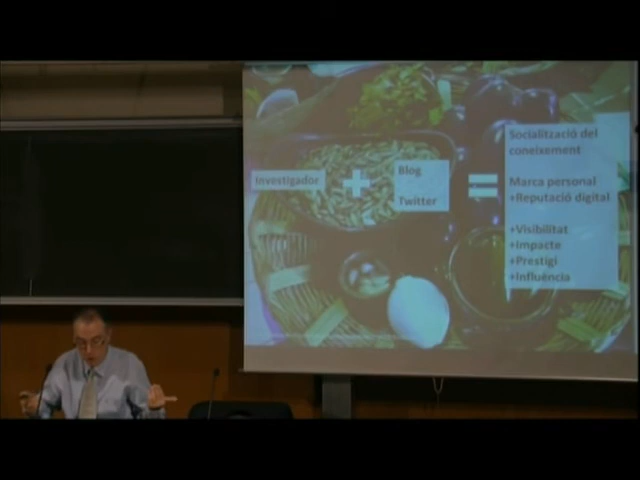 Investigador
+
Blog
Twitter
=
Socialització del
coneixement
Marca personal
+Reputació digital
+Visibilitat
+Impacte
+Prestigi
+Influència